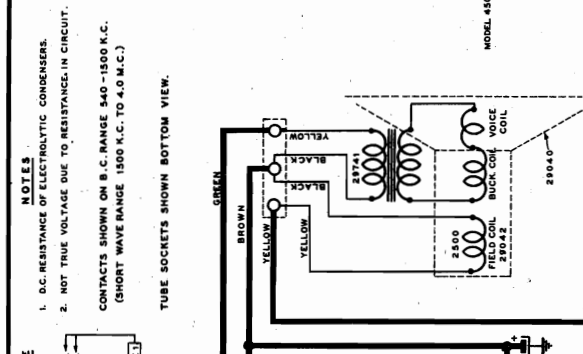 NOTES
1. D.C. RESISTANCE OF ELECTROLYTIC CONDENSERS.
2. NOT TRUE VOLTAGE DUE TO RESISTANCE IN CIRCUIT.
CONTACTS SHOWN ON B.C. RANGE 540-1500 K.C.
(SHORT WAVE RANGE 1500 K.C. TO 4.0 M.C.)
TUBE SOCKETS SHOWN BOTTOM VIEW.
GREEN
BROWN
YELLOW
YELLOW
BLACK
BLACK
YELLOW
29741
2500
FIELD COIL
29042
BUCK. COIL
VOICE
COIL
29040
MODEL 450